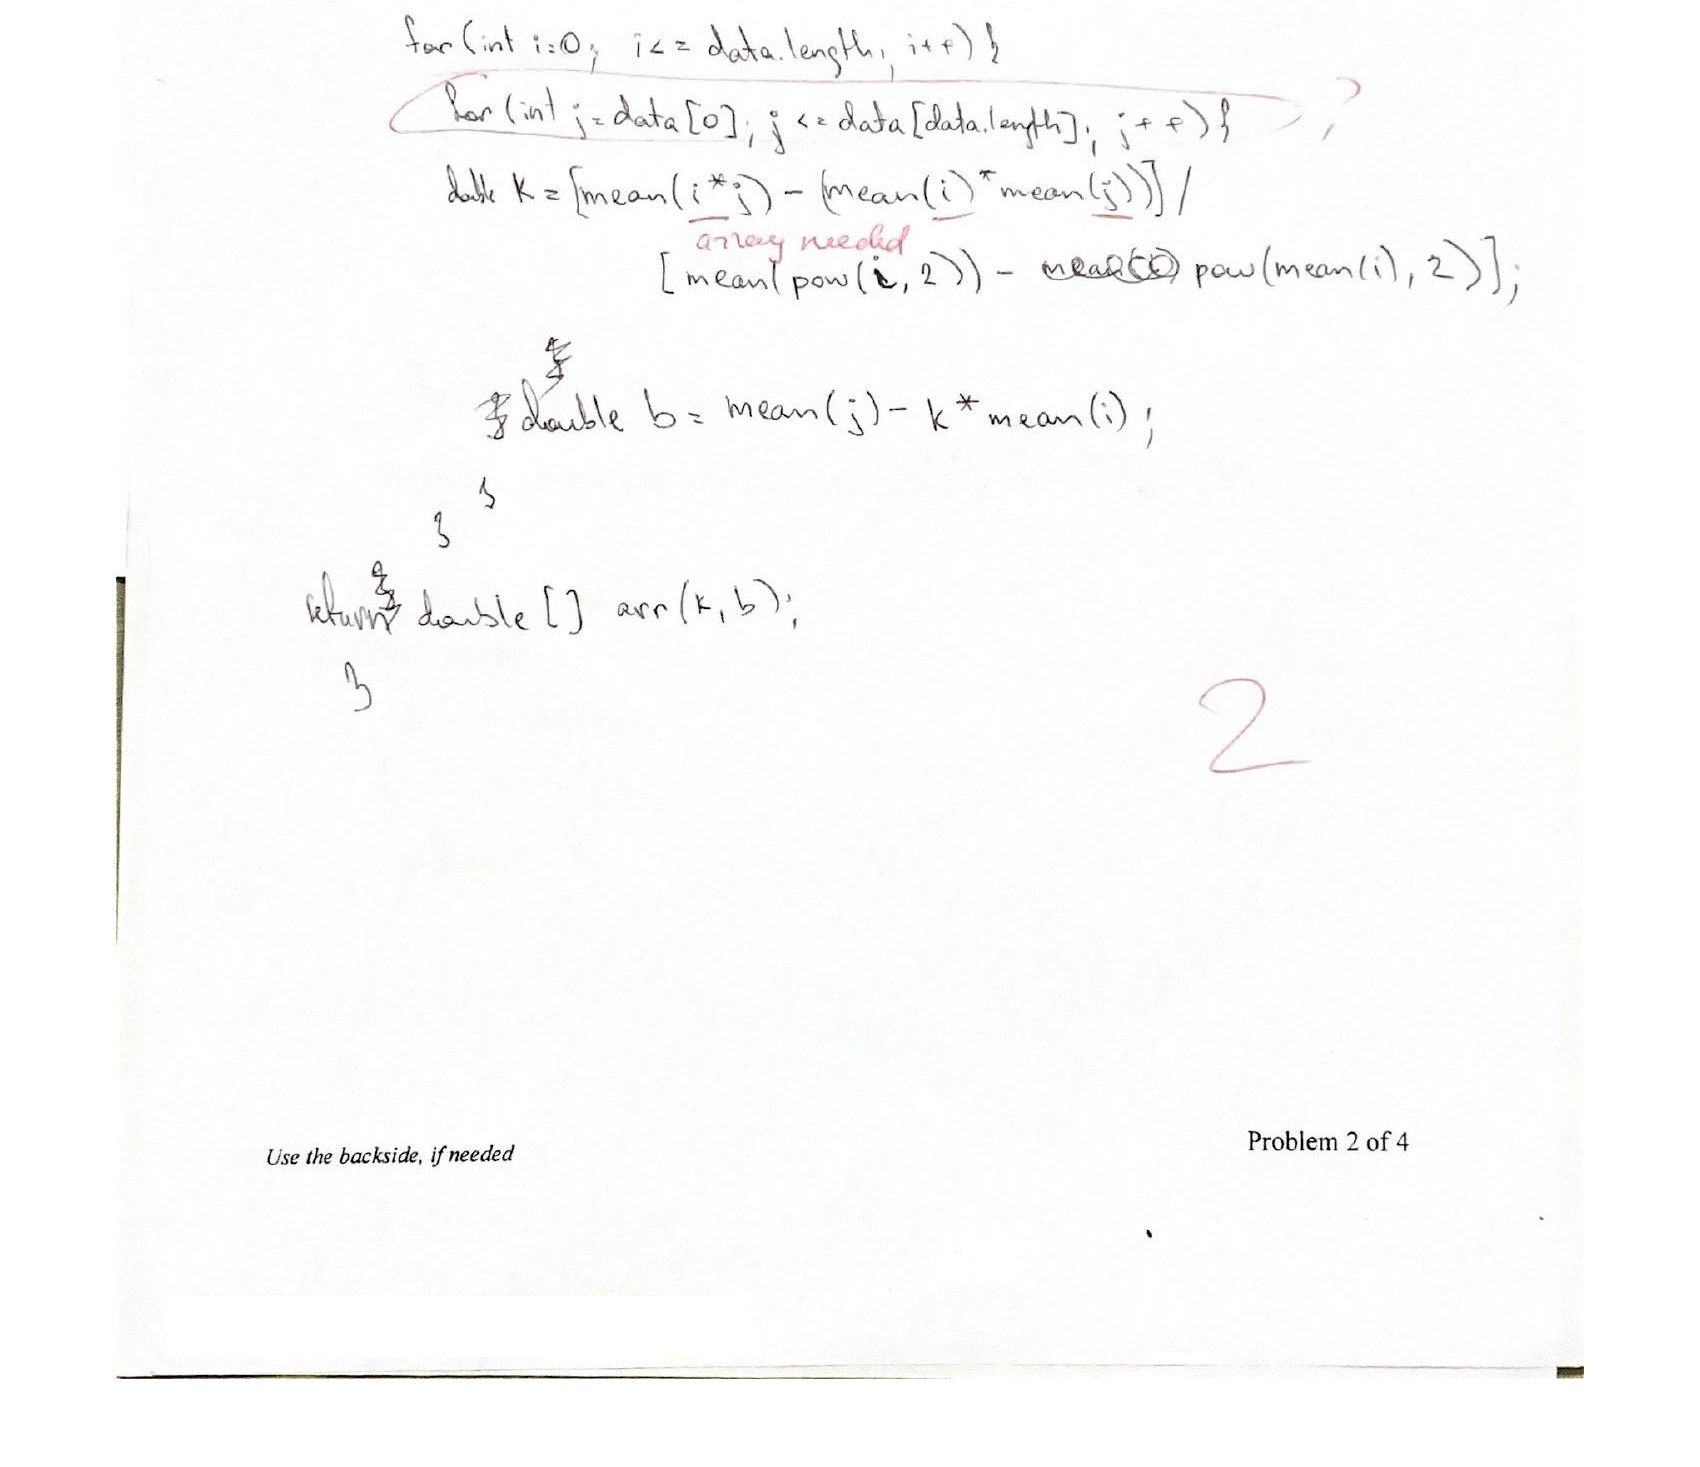 for (int i=0; i<= data.length; i++) {
for (int j=data[0]; j <= data[data.length]; j++) { ?
double k = [mean(i*j) - (mean(i)*mean(j))] /
array needed
[mean(pow(i,2)) - pow(mean(i),2)];
double b = mean(j) - k*mean(i);
}
}
return double [] arr(k,b);
}
2
Problem 2 of 4
Use the backside, if needed